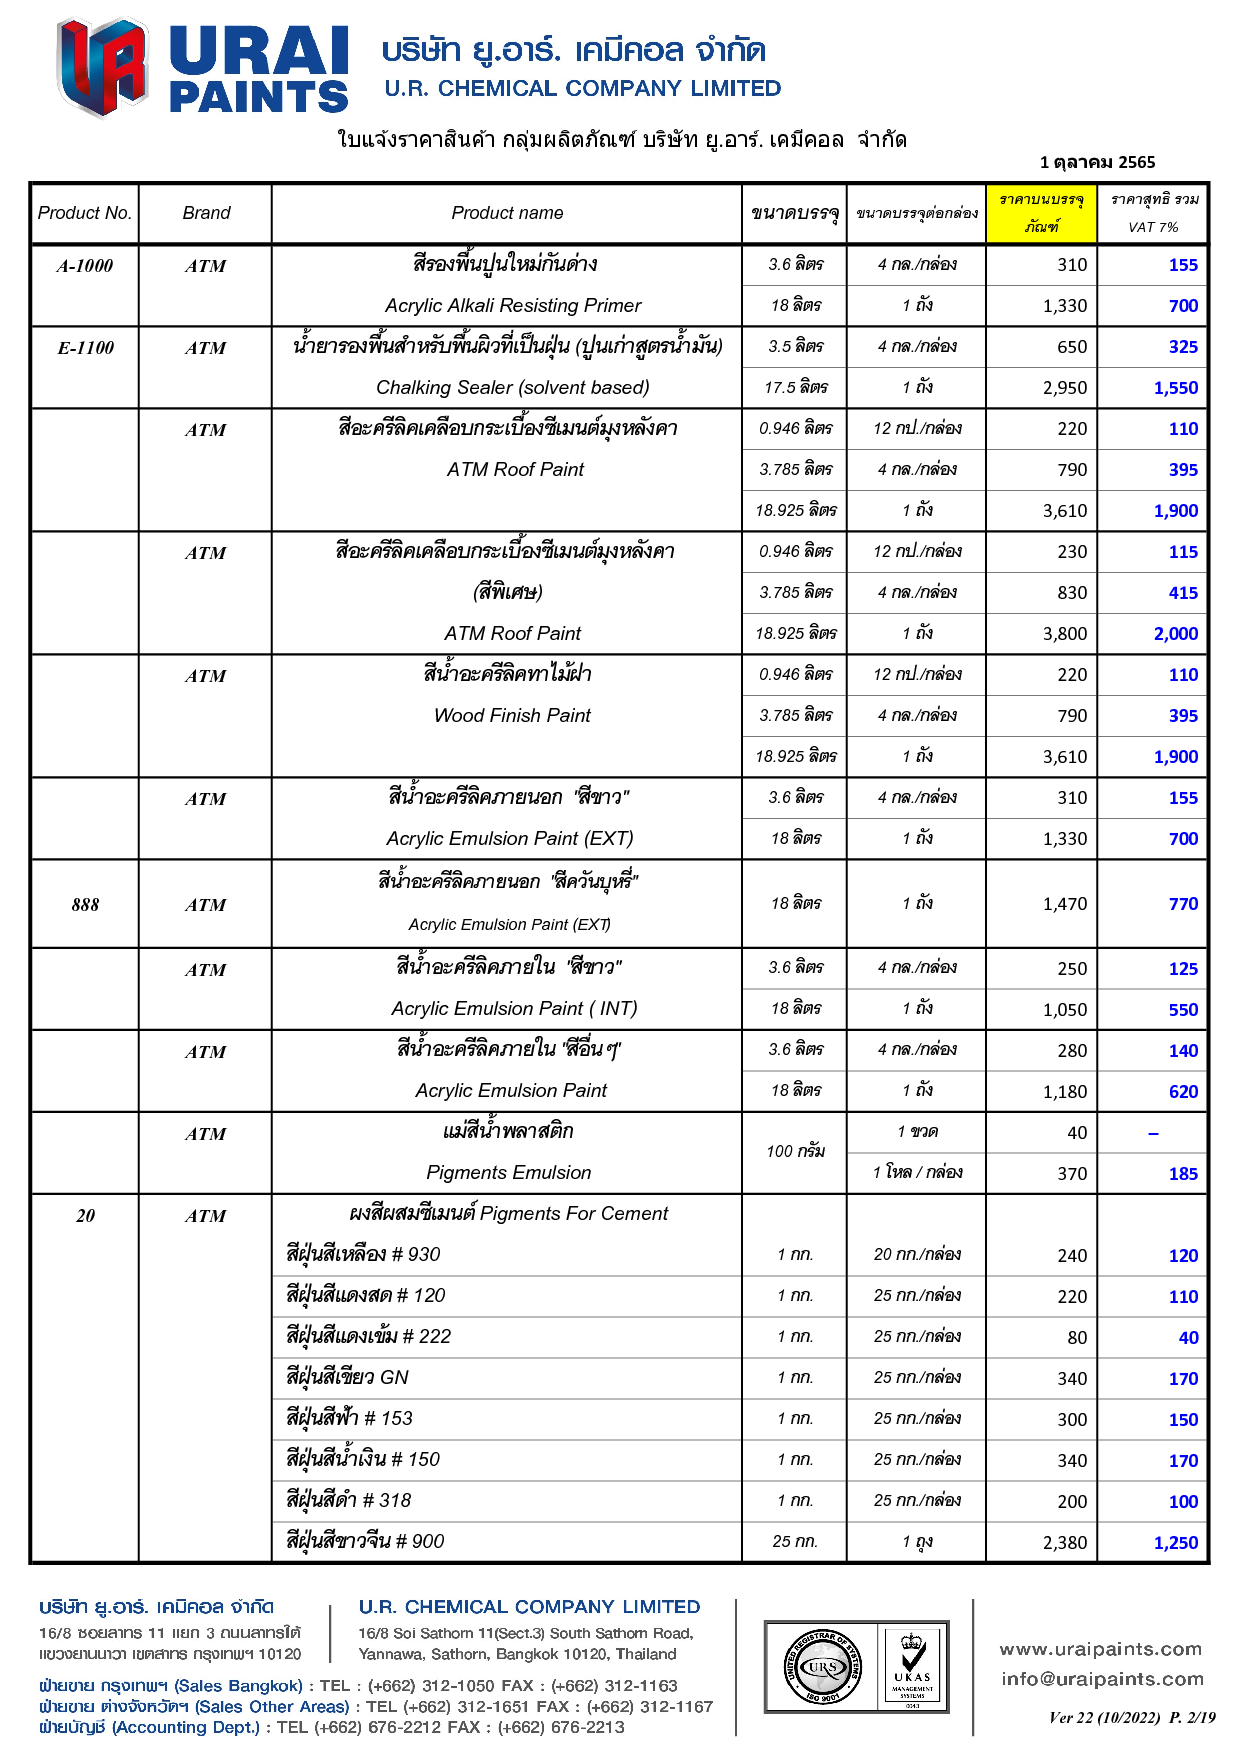 URAI
PAINTS
บริษัท ยู.อาร์. เคมีคอล จำกัด
U.R. CHEMICAL COMPANY LIMITED
ใบแจ้งราคาสินค้า กลุ่มผลิตภัณฑ์ บริษัท ยู.อาร์. เคมีคอล จำกัด
1 ตุลาคม 2565
Product No. Brand Product name ขนาดบรรจุ ขนาดบรรจุต่อกล่อง ราคาบนบรรจุ ภัณฑ์ ราคาสุทธิ รวม VAT 7%
A-1000 ATM สีรองพื้นปูนใหม่กันด่าง 3.6 ลิตร 4 กล./กล่อง 310 155
Acrylic Alkali Resisting Primer 18 ลิตร 1 ถัง 1,330 700
E-1100 ATM น้ำยารองพื้นสำหรับพื้นผิวที่เป็นฝุ่น (ปูนเก่าสูตรน้ำมัน) 3.5 ลิตร 4 กล./กล่อง 650 325
Chalking Sealer (solvent based) 17.5 ลิตร 1 ถัง 2,950 1,550
ATM สีอะครีลิคเคลือบกระเบื้องซีเมนต์มุงหลังคา 0.946 ลิตร 12 กป./กล่อง 220 110
ATM Roof Paint 3.785 ลิตร 4 กล./กล่อง 790 395
18.925 ลิตร 1 ถัง 3,610 1,900
ATM สีอะครีลิคเคลือบกระเบื้องซีเมนต์มุงหลังคา 0.946 ลิตร 12 กป./กล่อง 230 115
(สีพิเศษ) 3.785 ลิตร 4 กล./กล่อง 830 415
ATM Roof Paint 18.925 ลิตร 1 ถัง 3,800 2,000
ATM สีน้ำอะครีลิคทาไม้ฝา 0.946 ลิตร 12 กป./กล่อง 220 110
Wood Finish Paint 3.785 ลิตร 4 กล./กล่อง 790 395
18.925 ลิตร 1 ถัง 3,610 1,900
ATM สีน้ำอะครีลิคภายนอก "สีขาว" 3.6 ลิตร 4 กล./กล่อง 310 155
Acrylic Emulsion Paint (EXT) 18 ลิตร 1 ถัง 1,330 700
888 ATM สีน้ำอะครีลิคภายนอก "สีควันบุหรี่" 18 ลิตร 1 ถัง 1,470 770
Acrylic Emulsion Paint (EXT)
ATM สีน้ำอะครีลิคภายใน "สีขาว" 3.6 ลิตร 4 กล./กล่อง 250 125
Acrylic Emulsion Paint ( INT) 18 ลิตร 1 ถัง 1,050 550
ATM สีน้ำอะครีลิคภายใน "สีอื่นๆ" 3.6 ลิตร 4 กล./กล่อง 280 140
Acrylic Emulsion Paint 18 ลิตร 1 ถัง 1,180 620
ATM แม่สีน้ำพลาสติก 100 กรัม 1 ขวด 40 –
Pigments Emulsion 1 โหล / กล่อง 370 185
20 ATM ผงสีผสมซีเมนต์ Pigments For Cement
สีฝุ่นสีเหลือง # 930 1 กก. 20 กก./กล่อง 240 120
สีฝุ่นสีแดงสด # 120 1 กก. 25 กก./กล่อง 220 110
สีฝุ่นสีแดงเข้ม # 222 1 กก. 25 กก./กล่อง 80 40
สีฝุ่นสีเขียว GN 1 กก. 25 กก./กล่อง 340 170
สีฝุ่นสีฟ้า # 153 1 กก. 25 กก./กล่อง 300 150
สีฝุ่นสีน้ำเงิน # 150 1 กก. 25 กก./กล่อง 340 170
สีฝุ่นสีดำ # 318 1 กก. 25 กก./กล่อง 200 100
สีฝุ่นสีขาวจีน # 900 25 กก. 1 ถุง 2,380 1,250
บริษัท ยู.อาร์. เคมีคอล จำกัด
16/8 ซอยสาทร 11 แยก 3 ถนนสาทรใต้
แขวงยานนาวา เขตสาทร กรุงเทพฯ 10120
U.R. CHEMICAL COMPANY LIMITED
16/8 Soi Sathorn 11(Sect.3) South Sathorn Road,
Yannawa, Sathorn, Bangkok 10120, Thailand
ฝ่ายขาย กรุงเทพฯ (Sales Bangkok) : TEL : (+662) 312-1050 FAX : (+662) 312-1163
ฝ่ายขาย ต่างจังหวัดฯ (Sales Other Areas) : TEL (+662) 312-1651 FAX : (+662) 312-1167
ฝ่ายบัญชี (Accounting Dept.) : TEL (+662) 676-2212 FAX : (+662) 676-2213
UNITED REGISTRAR OF SYSTEMS
URS
ISO 9001
UKAS
MANAGEMENT
SYSTEMS
0043
www.uraipaints.com
info@uraipaints.com
Ver 22 (10/2022) P. 2/19